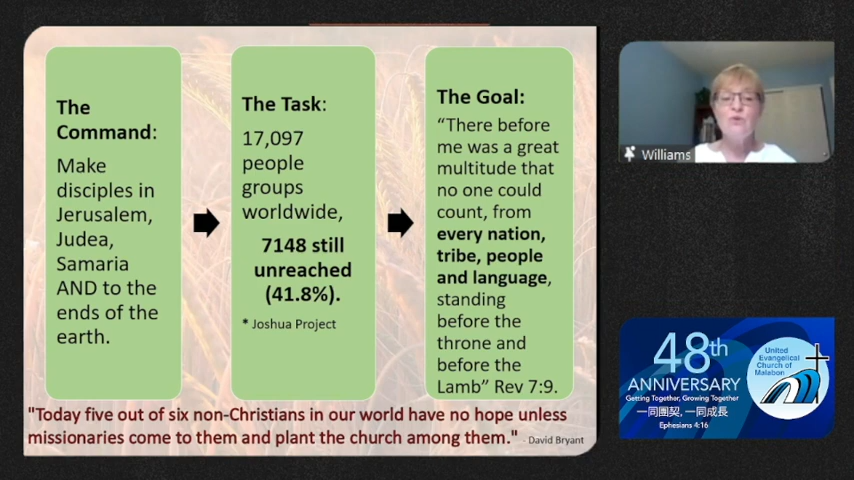 The
Command:
Make
disciples in
Jerusalem,
Judea,
Samaria
AND to the
ends of the
earth.
The Task:
17,097
people
groups
worldwide,
7148 still
unreached
(41.8%).
* Joshua Project
The Goal:
“There before
me was a great
multitude that
no one could
count, from
every nation,
tribe, people
and language,
standing
before the
throne and
before the
Lamb” Rev 7:9.
"Today five out of six non-Christians in our world have no hope unless
missionaries come to them and plant the church among them." - David Bryant
Williams
48th
ANNIVERSARY
Getting Together, Growing Together
一同團契, 一同成長
Ephesians 4:16
United
Evangelical
Church of
Malabon